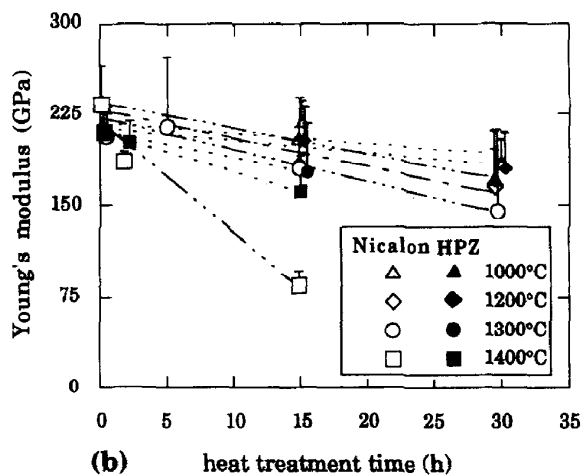 300
225
150
75
0
Young's modulus (GPa)
Nicalon HPZ
1000°C
1200°C
1300°C
1400°C
0 5 10 15 20 25 30 35
(b) heat treatment time (h)